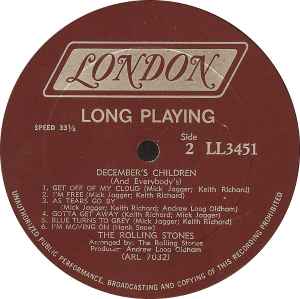 LONDON
LONG PLAYING
SPEED 33⅓
Side
2 LL3451
DECEMBER'S CHILDREN
(And Everybody's)
1. GET OFF OF MY CLOUD (Mick Jagger; Keith Richard)
2. I'M FREE (Mick Jagger; Keith Richard)
3. AS TEARS GO BY
(Mick Jagger; Keith Richard; Andrew Loog Oldham)
4. GOTTA GET AWAY (Keith Richard; Mick Jagger)
5. BLUE TURNS TO GREY (Mick Jagger; Keith Richard)
6. I'M MOVING ON (Hank Snow)
THE ROLLING STONES
Arranged by: The Rolling Stones
Producer: Andrew Loog Oldham
(ARL 7032)
UNAUTHORIZED PUBLIC PERFORMANCE, BROADCASTING AND COPYING OF THIS RECORDING PROHIBITED